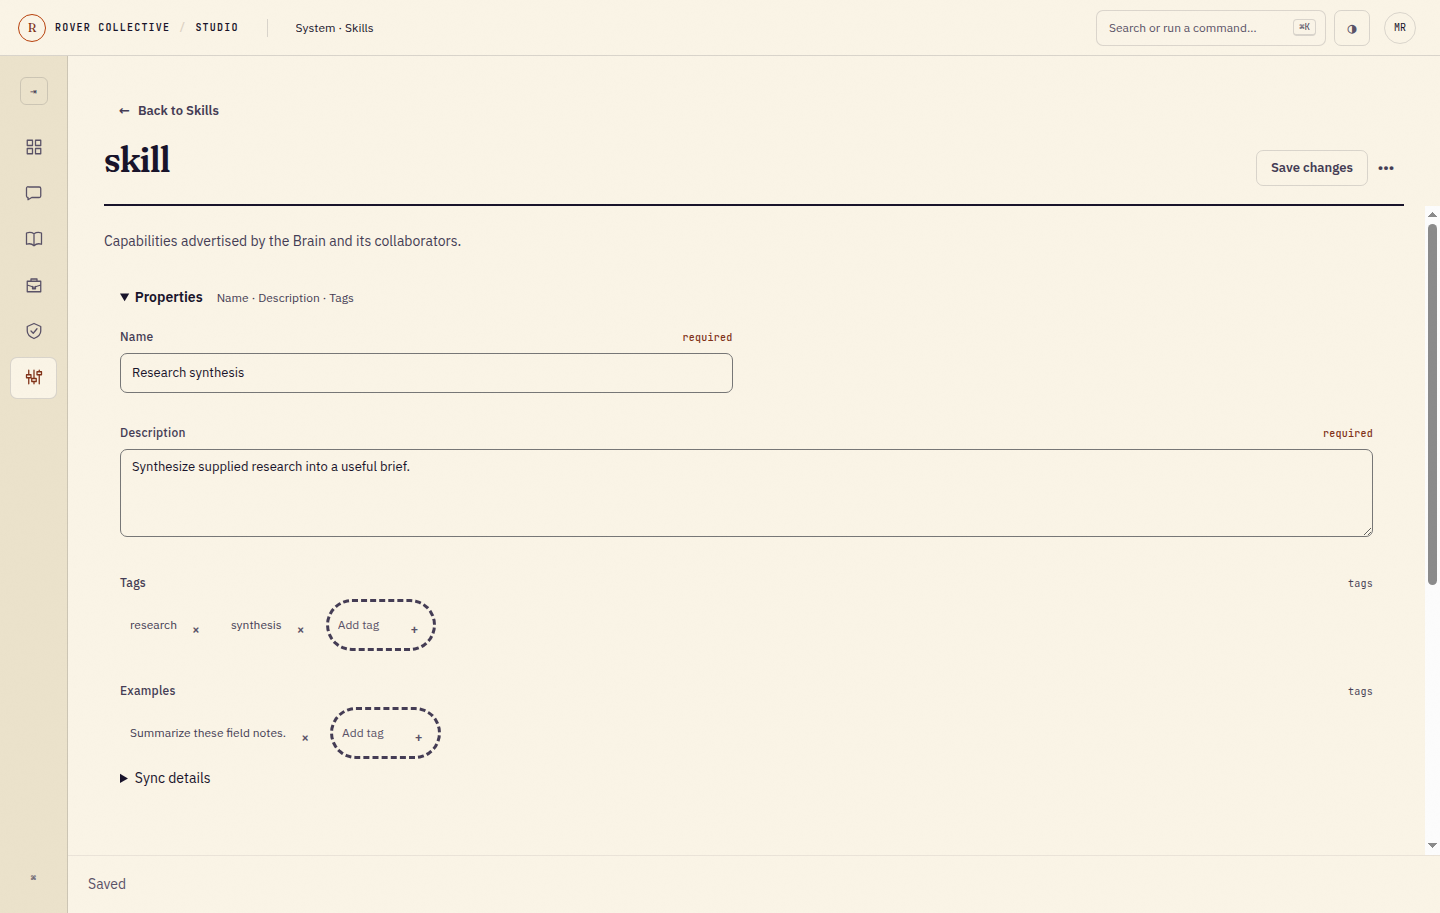 R ROVER COLLECTIVE / STUDIO System · Skills Search or run a command... ⌘K MR
← Back to Skills
skill
Save changes •••
Capabilities advertised by the Brain and its collaborators.
▼ Properties Name · Description · Tags
Name required
Research synthesis
Description required
Synthesize supplied research into a useful brief.
Tags tags
research × synthesis × Add tag +
Examples tags
Summarize these field notes. × Add tag +
▶ Sync details
⌘
Saved